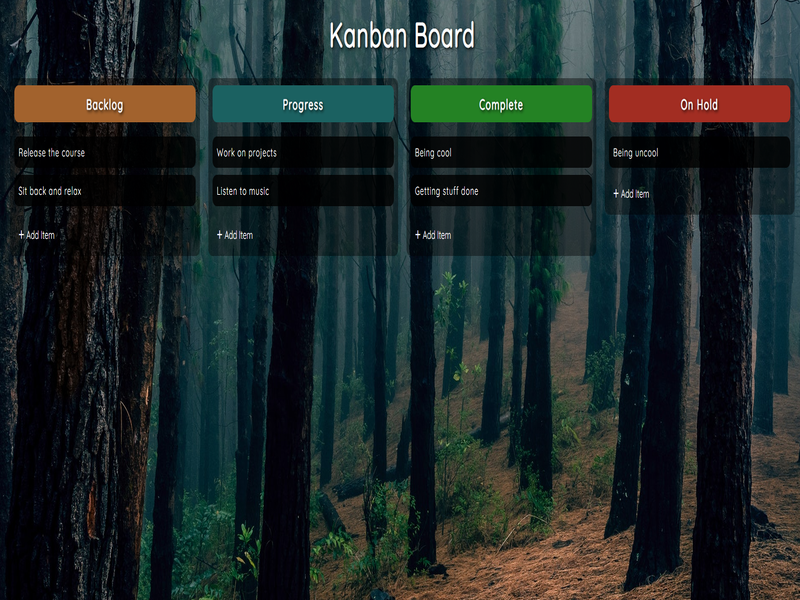 Kanban Board
Backlog
Release the course
Sit back and relax
+ Add Item
Progress
Work on projects
Listen to music
+ Add Item
Complete
Being cool
Getting stuff done
+ Add Item
On Hold
Being uncool
+ Add Item